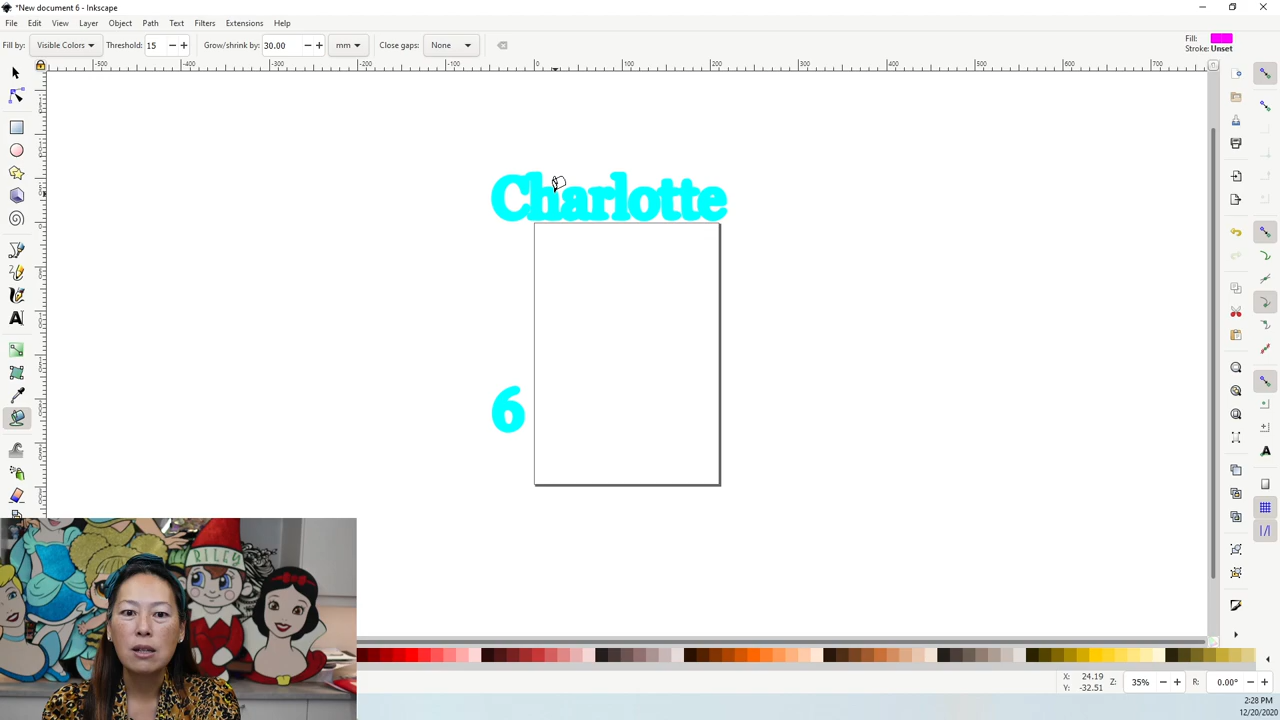 *New document 6 - Inkscape
File Edit View Layer Object Path Text Filters Extensions Help
Fill by: Visible Colors Threshold: 15 Grow/shrink by: 30.00 mm Close gaps: None
Fill:
Stroke: Unset
-500 -400 -300 -200 -100 0 100 200 300 400 500 600 700
Charlotte
6
RILEY
X: 24.19
Y: -32.51
Z: 35% R: 0.00°
2:28 PM
12/20/2020